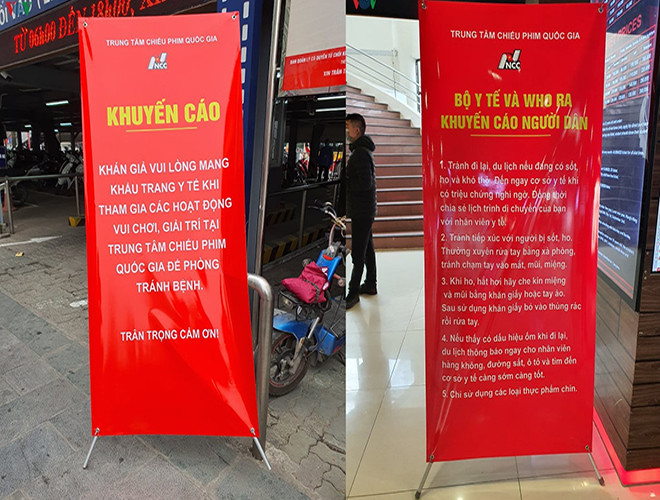 TỪ 06h00 ĐẾN 18h00,
TRUNG TÂM CHIẾU PHIM QUỐC GIA
NCC
KHUYẾN CÁO
KHÁN GIẢ VUI LÒNG MANG
KHẨU TRANG Y TẾ KHI
THAM GIA CÁC HOẠT ĐỘNG
VUI CHƠI, GIẢI TRÍ TẠI
TRUNG TÂM CHIẾU PHIM
QUỐC GIA ĐỂ PHÒNG
TRÁNH BỆNH.
TRÂN TRỌNG CẢM ƠN!
TRUNG TÂM CHIẾU PHIM QUỐC GIA
NCC
BỘ Y TẾ VÀ WHO RA
KHUYẾN CÁO NGƯỜI DÂN
1. Tránh đi lại, du lịch nếu đang có sốt,
ho và khó thở. Đến ngay cơ sở y tế khi
có triệu chứng nghi ngờ. Đồng thời
chia sẻ lịch trình di chuyển của bạn
với nhân viên y tế.
2. Tránh tiếp xúc với người bị sốt, ho.
Thường xuyên rửa tay bằng xà phòng,
tránh chạm tay vào mắt, mũi, miệng.
3. Khi ho, hắt hơi hãy che kín miệng
và mũi bằng khăn giấy hoặc tay áo.
Sau sử dụng khăn giấy bỏ vào thùng rác
rồi rửa tay.
4. Nếu thấy có dấu hiệu ốm khi đi lại,
du lịch thông báo ngay cho nhân viên
hàng không, đường sắt, ô tô và tìm đến
cơ sở y tế càng sớm càng tốt.
5. Chỉ sử dụng các loại thực phẩm chín.
PRICES